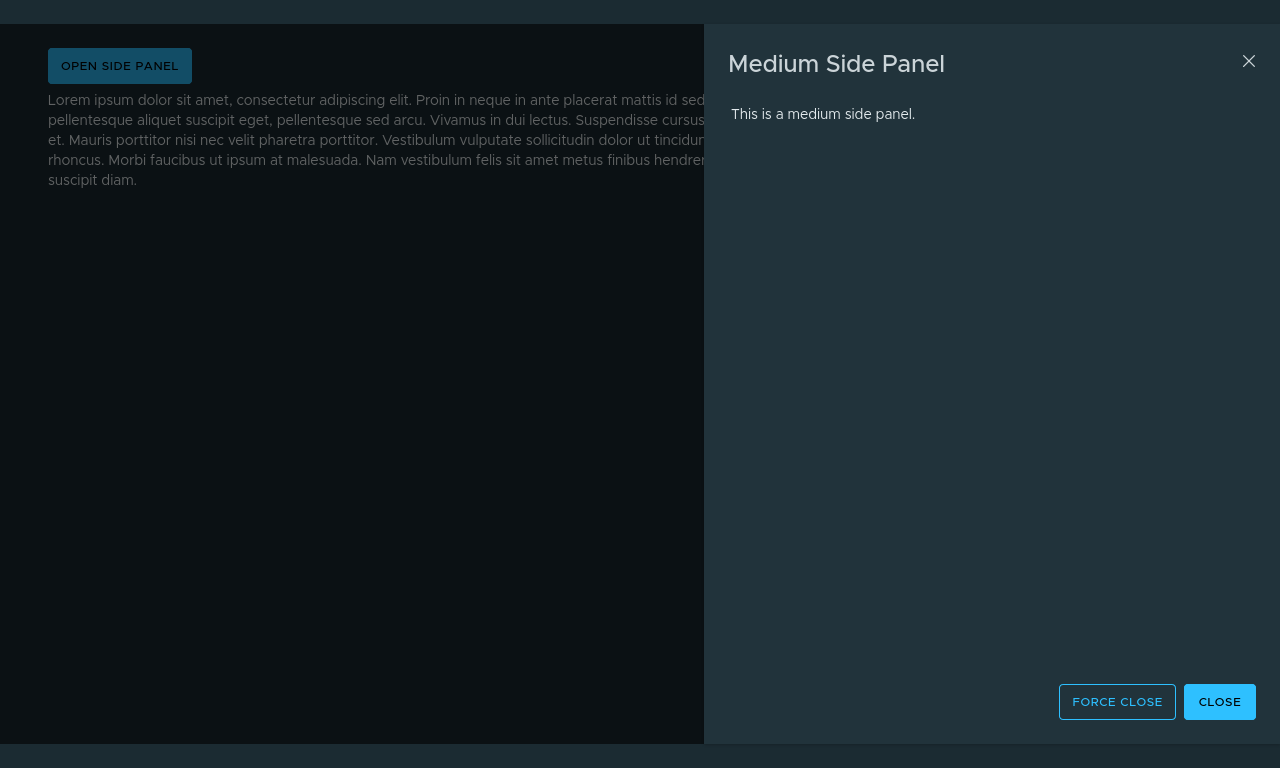 OPEN SIDE PANEL
Lorem ipsum dolor sit amet, consectetur adipiscing elit. Proin in neque in ante placerat mattis id sed
pellentesque aliquet suscipit eget, pellentesque sed arcu. Vivamus in dui lectus. Suspendisse cursus
et. Mauris porttitor nisi nec velit pharetra porttitor. Vestibulum vulputate sollicitudin dolor ut
rhoncus. Morbi faucibus ut ipsum at malesuada. Nam vestibulum felis sit amet metus finibus
suscipit diam.
Medium Side Panel
This is a medium side panel.
FORCE CLOSE
CLOSE